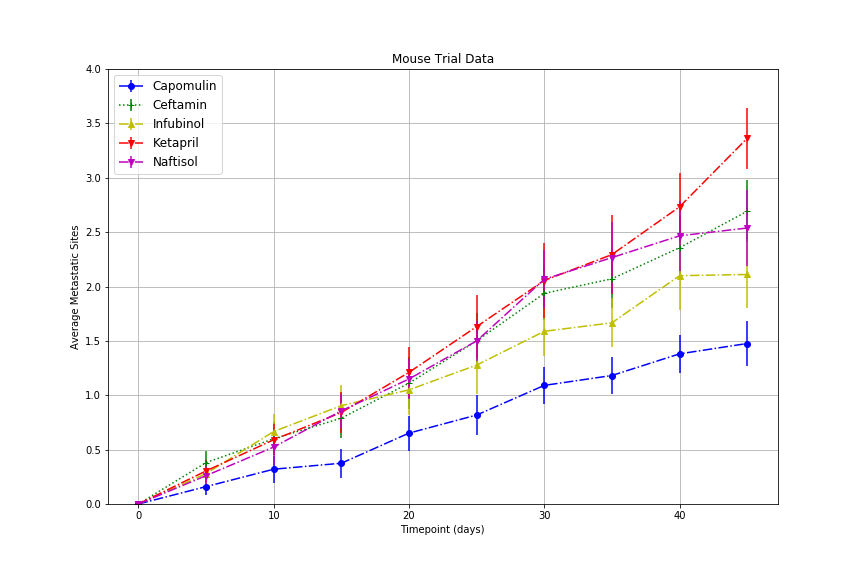 Mouse Trial Data
4.0
3.5
3.0
2.5
2.0
1.5
1.0
0.5
0.0
Average Metastatic Sites
Capomulin
Ceftamin
Infubinol
Ketapril
Naftisol
0 10 20 30 40
Timepoint (days)